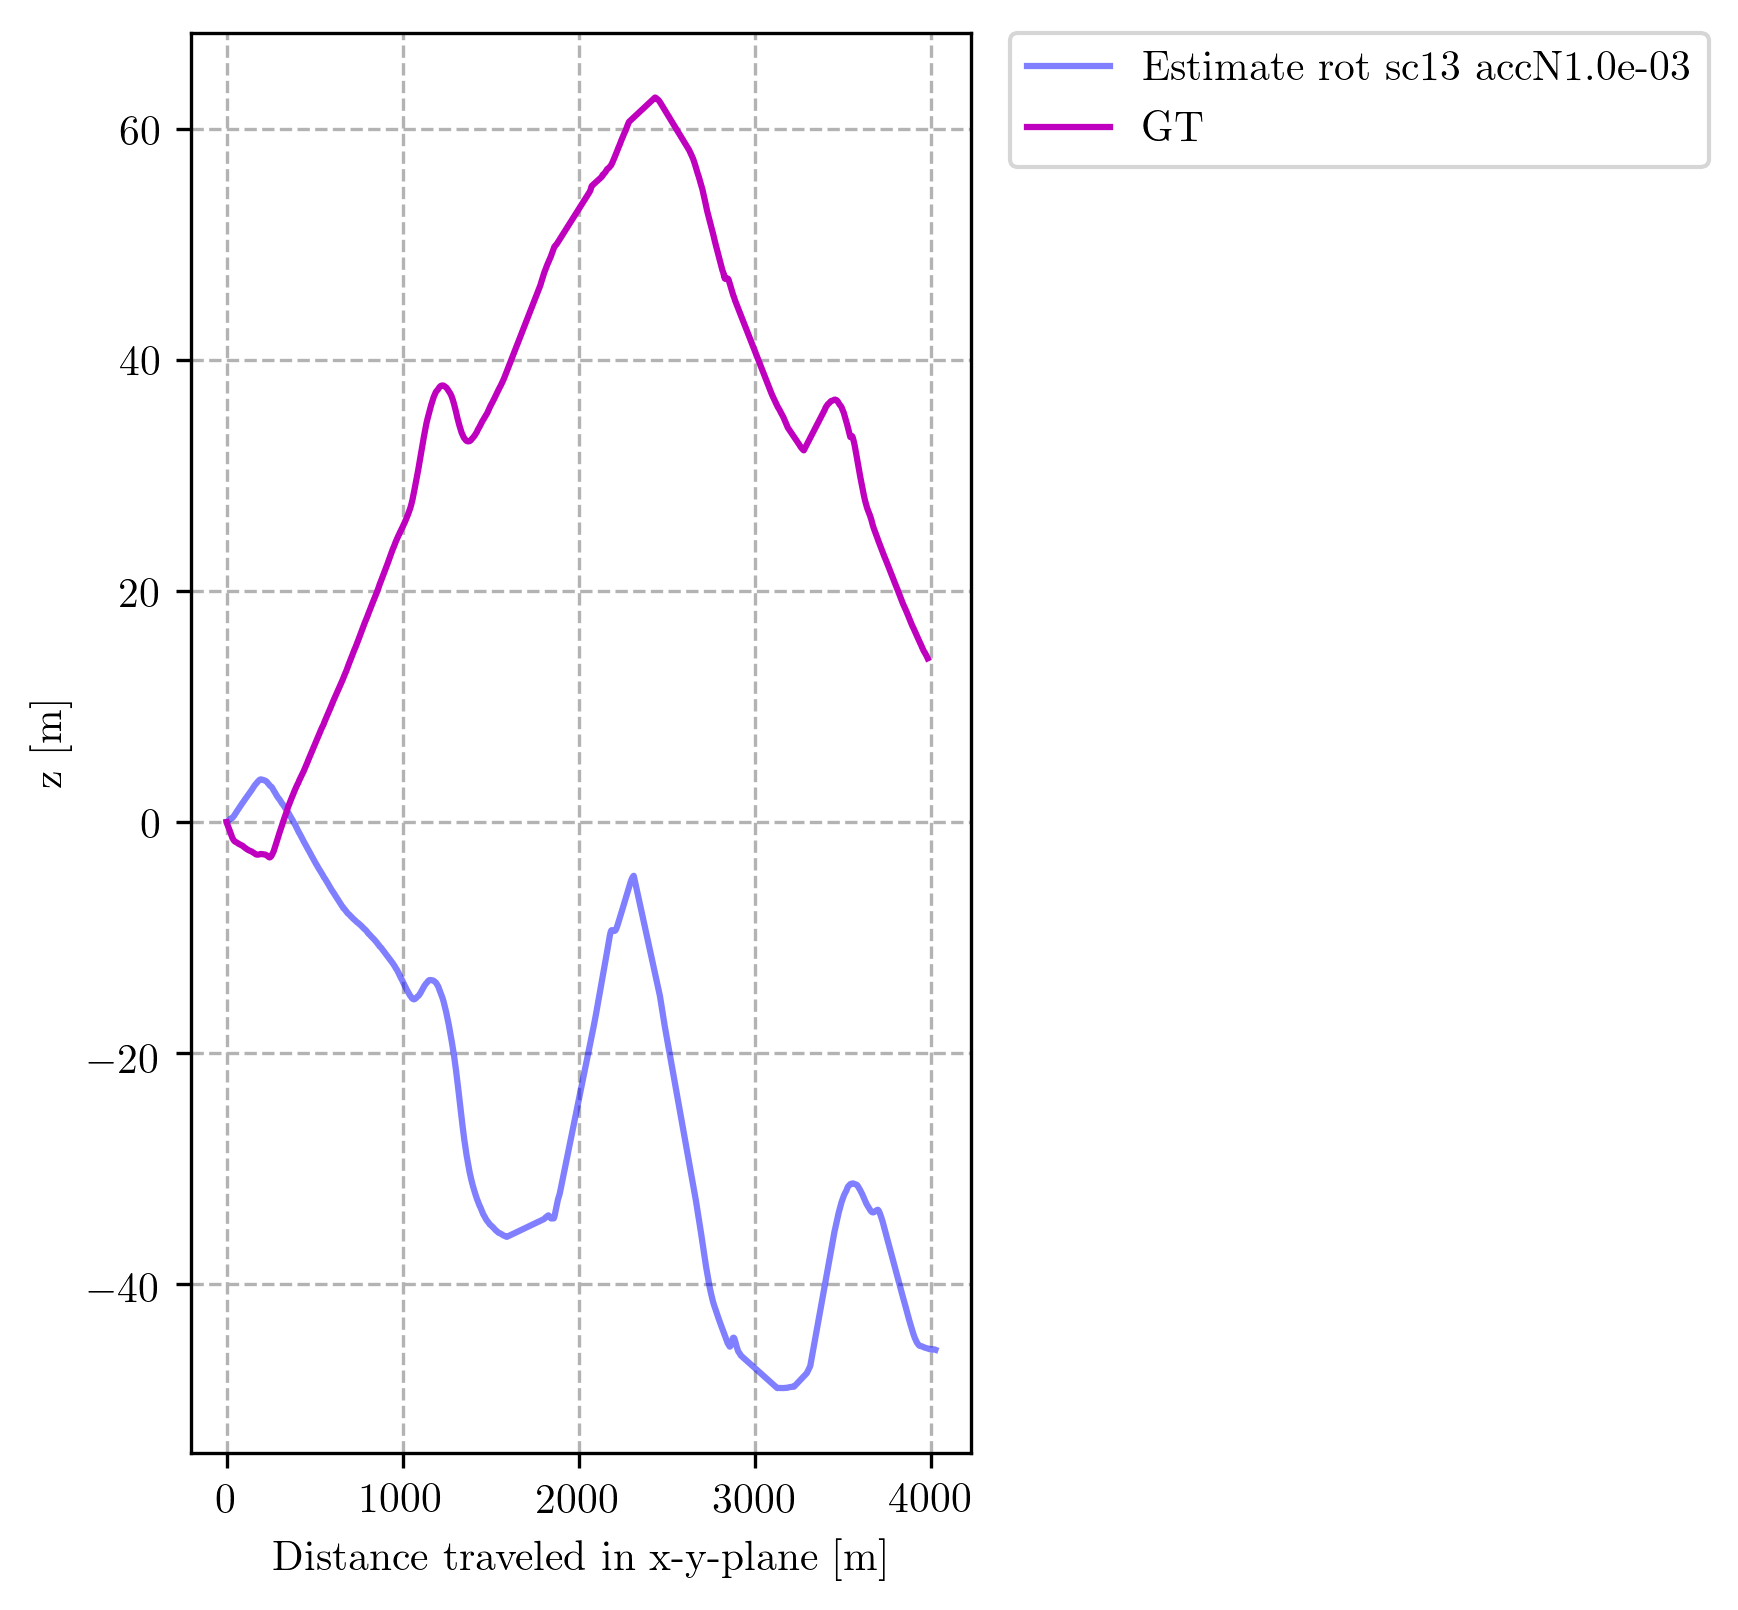 Estimate rot sc13 accN1.0e-03
GT
60
40
20
0
−20
−40
z [m]
0 1000 2000 3000 4000
Distance traveled in x-y-plane [m]